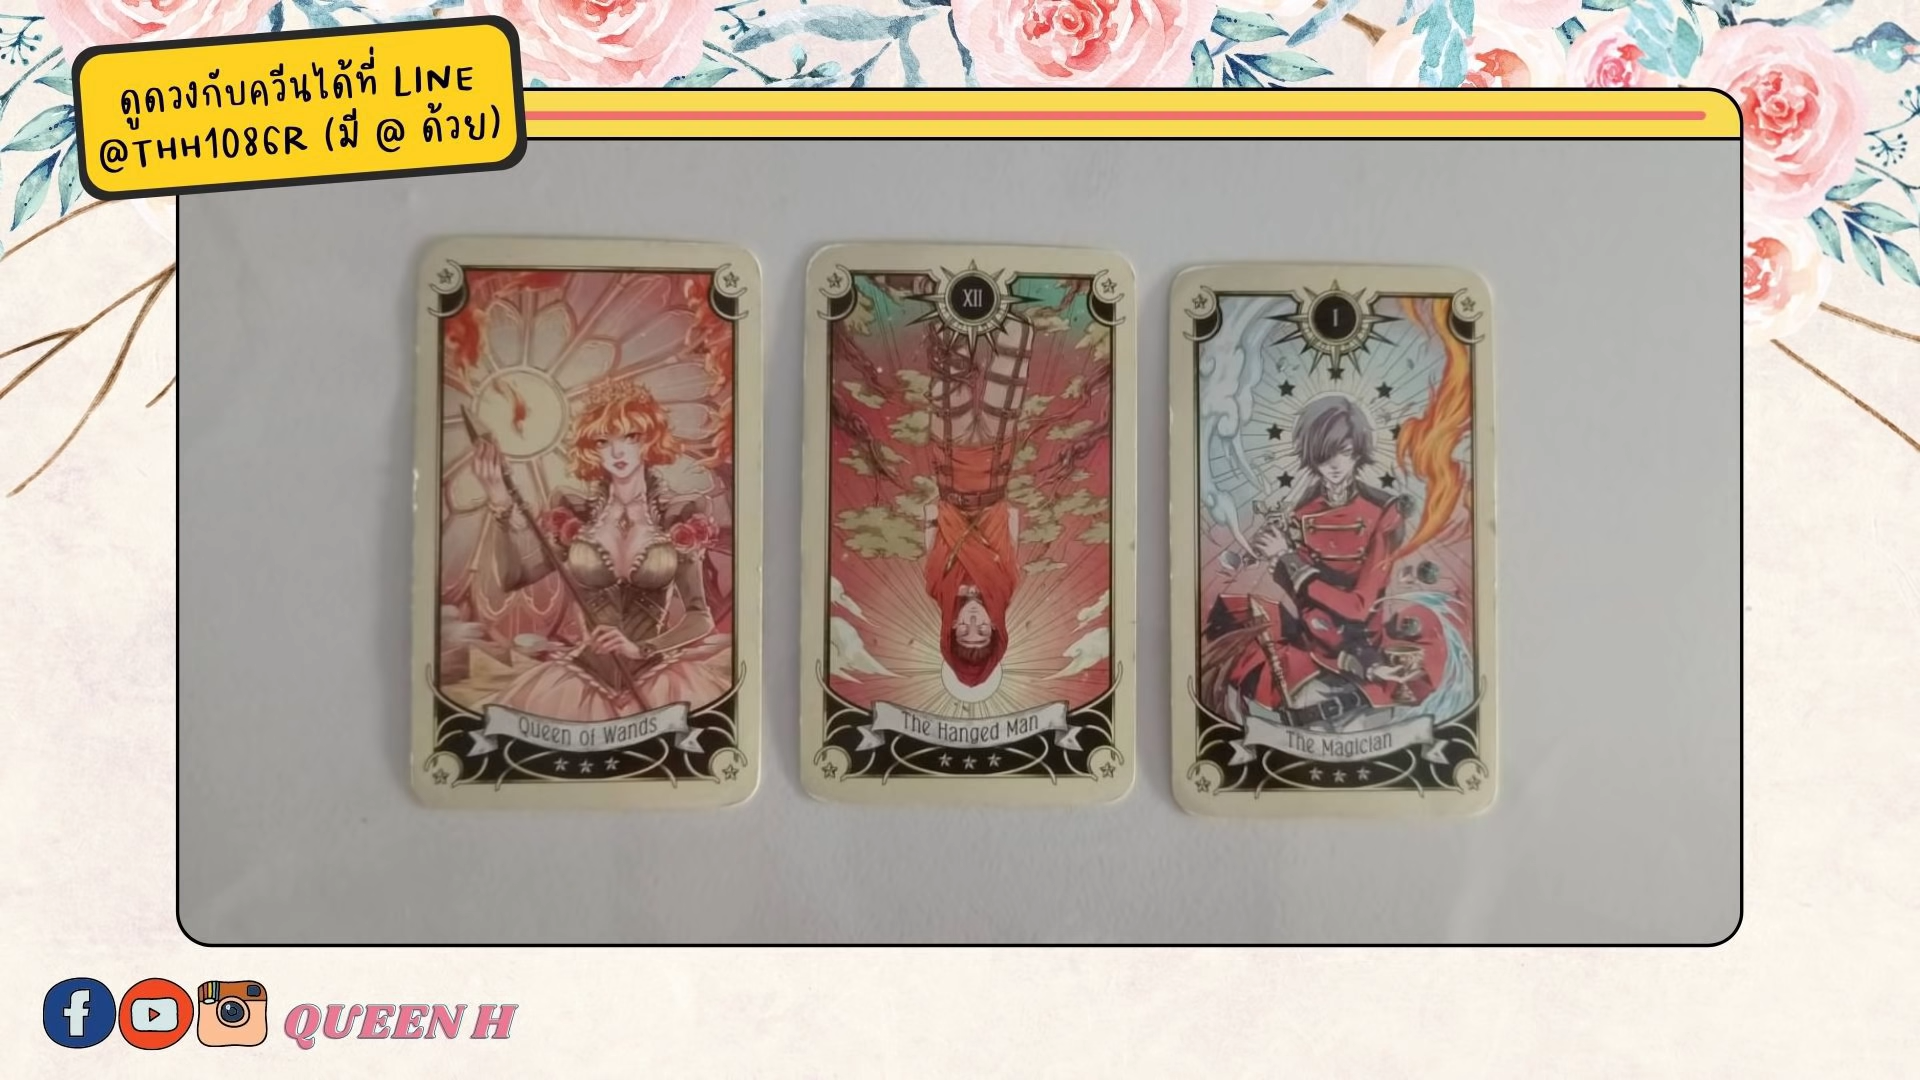 ดูดวงกับควีนได้ที่ LINE
@THH1086R (มี @ ด้วย)
XII
I
Queen of Wands
The Hanged Man
The Magician
QUEEN H